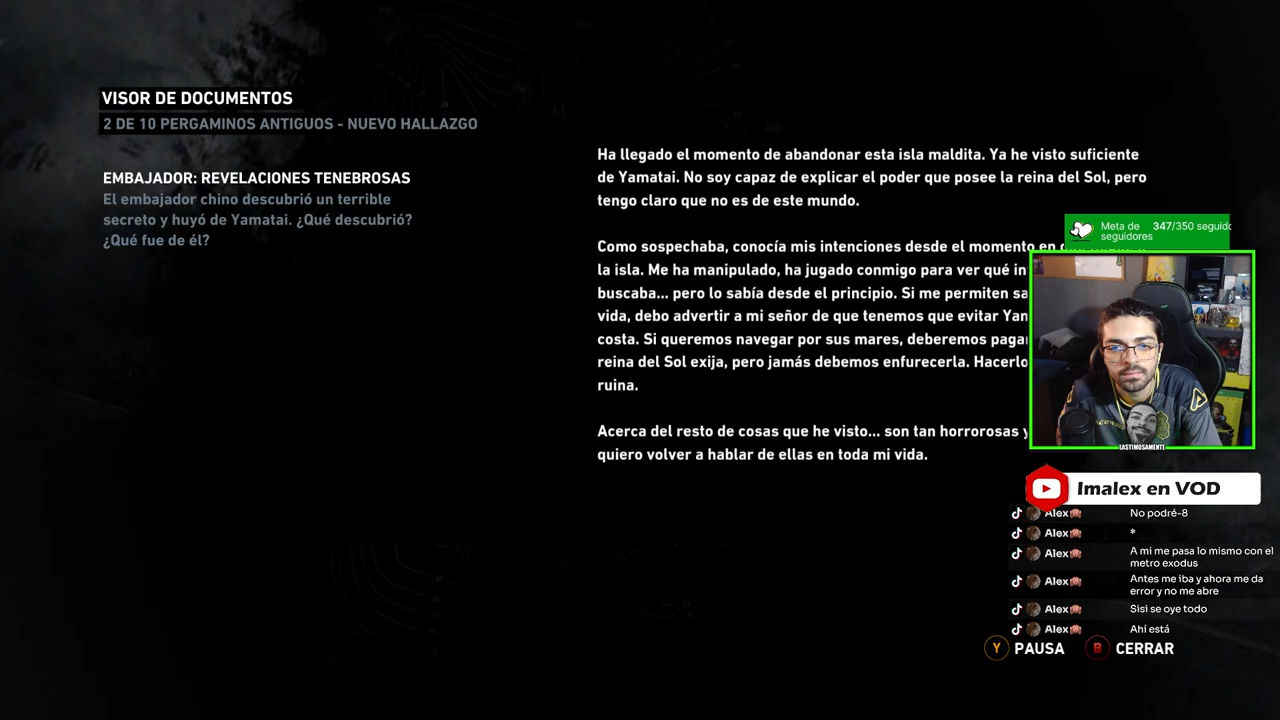 VISOR DE DOCUMENTOS
2 DE 10 PERGAMINOS ANTIGUOS - NUEVO HALLAZGO
EMBAJADOR: REVELACIONES TENEBROSAS
El embajador chino descubrió un terrible
secreto y huyó de Yamatai. ¿Qué descubrió?
¿Qué fue de él?
Ha llegado el momento de abandonar esta isla maldita. Ya he visto suficiente
de Yamatai. No soy capaz de explicar el poder que posee la reina del Sol, pero
tengo claro que no es de este mundo.
Como sospechaba, conocía mis intenciones desde el momento en
la isla. Me ha manipulado, ha jugado conmigo para ver qué in
buscaba... pero lo sabía desde el principio. Si me permiten sa
vida, debo advertir a mi señor de que tenemos que evitar Yam
costa. Si queremos navegar por sus mares, deberemos pagar
reina del Sol exija, pero jamás debemos enfurecerla. Hacerlo
ruina.
Acerca del resto de cosas que he visto... son tan horrorosas y
quiero volver a hablar de ellas en toda mi vida.
Meta de
seguidores
347/350 seguido
LASTIMOSAMENTE
Imalex en VOD
Alex No podré-8
Alex *
Alex A mi me pasa lo mismo con el
metro exodus
Alex Antes me iba y ahora me da
error y no me abre
Alex Sisi se oye todo
Alex Ahí está
Y PAUSA B CERRAR